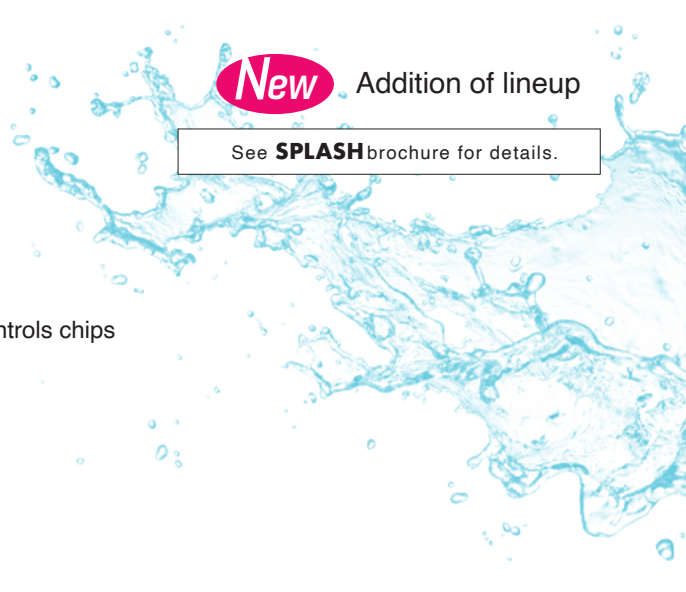 New Addition of lineup
See SPLASH brochure for details.
ntrols chips